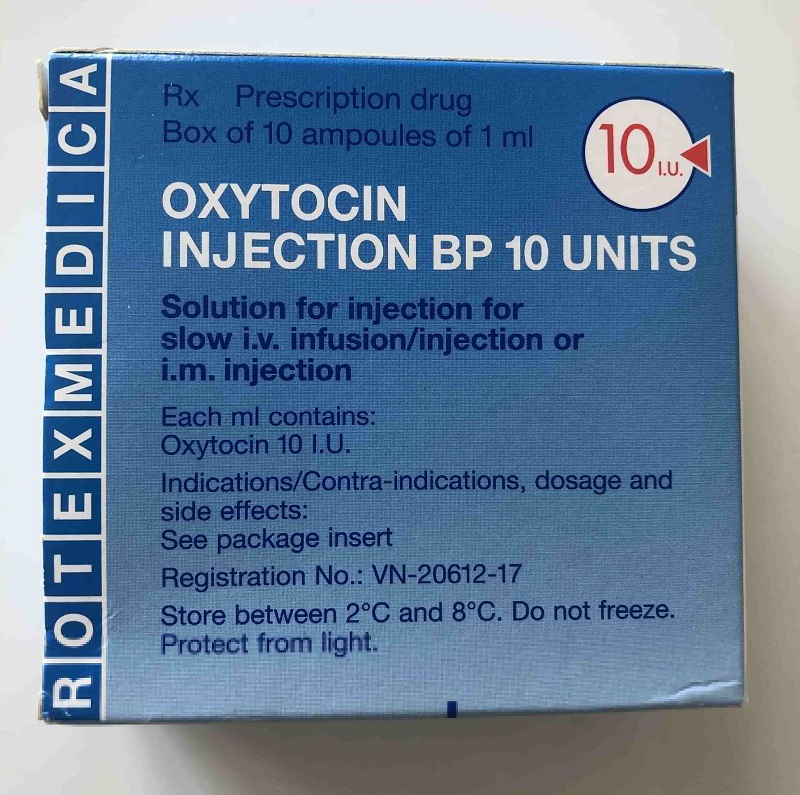 ROTEXMEDICA
Rx Prescription drug
Box of 10 ampoules of 1 ml
10 I.U.
OXYTOCIN
INJECTION BP 10 UNITS
Solution for injection for
slow i.v. infusion/injection or
i.m. injection
Each ml contains:
Oxytocin 10 I.U.
Indications/Contra-indications, dosage and
side effects:
See package insert
Registration No.: VN-20612-17
Store between 2°C and 8°C. Do not freeze.
Protect from light.